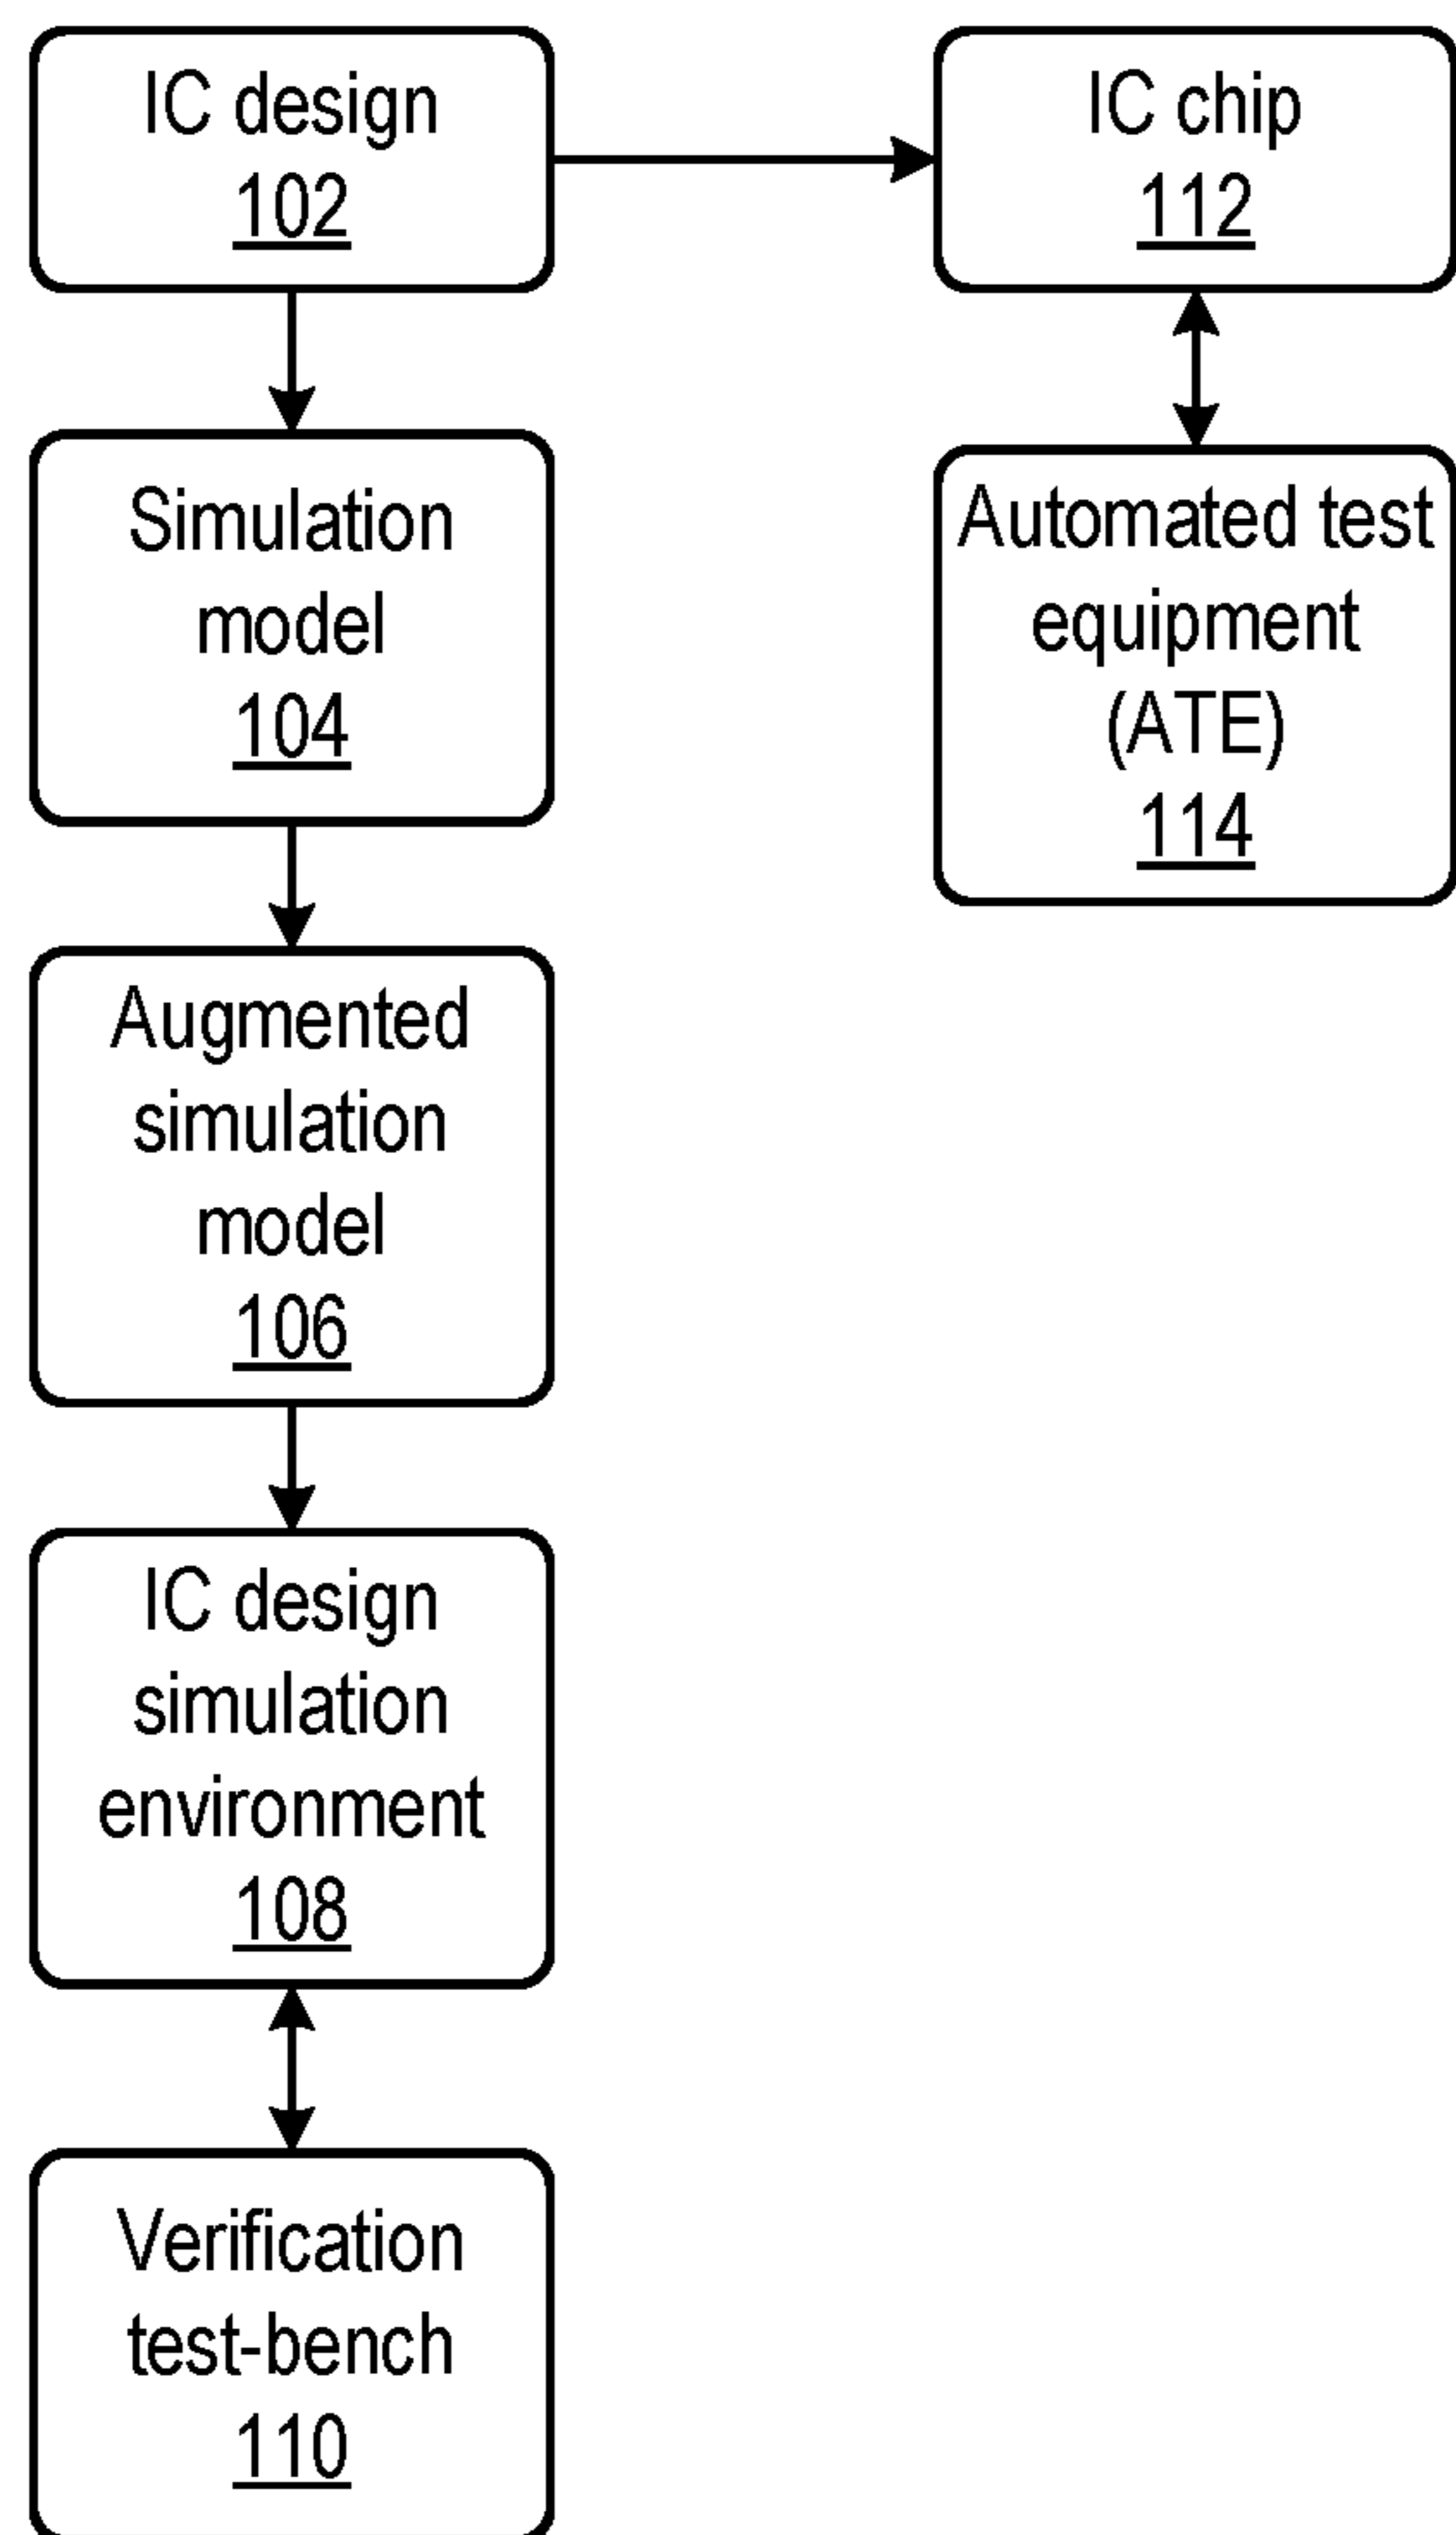 IC design
102
IC chip
112
Simulation
model
104
Automated test
equipment
(ATE)
114
Augmented
simulation
model
106
IC design
simulation
environment
108
Verification
test-bench
110